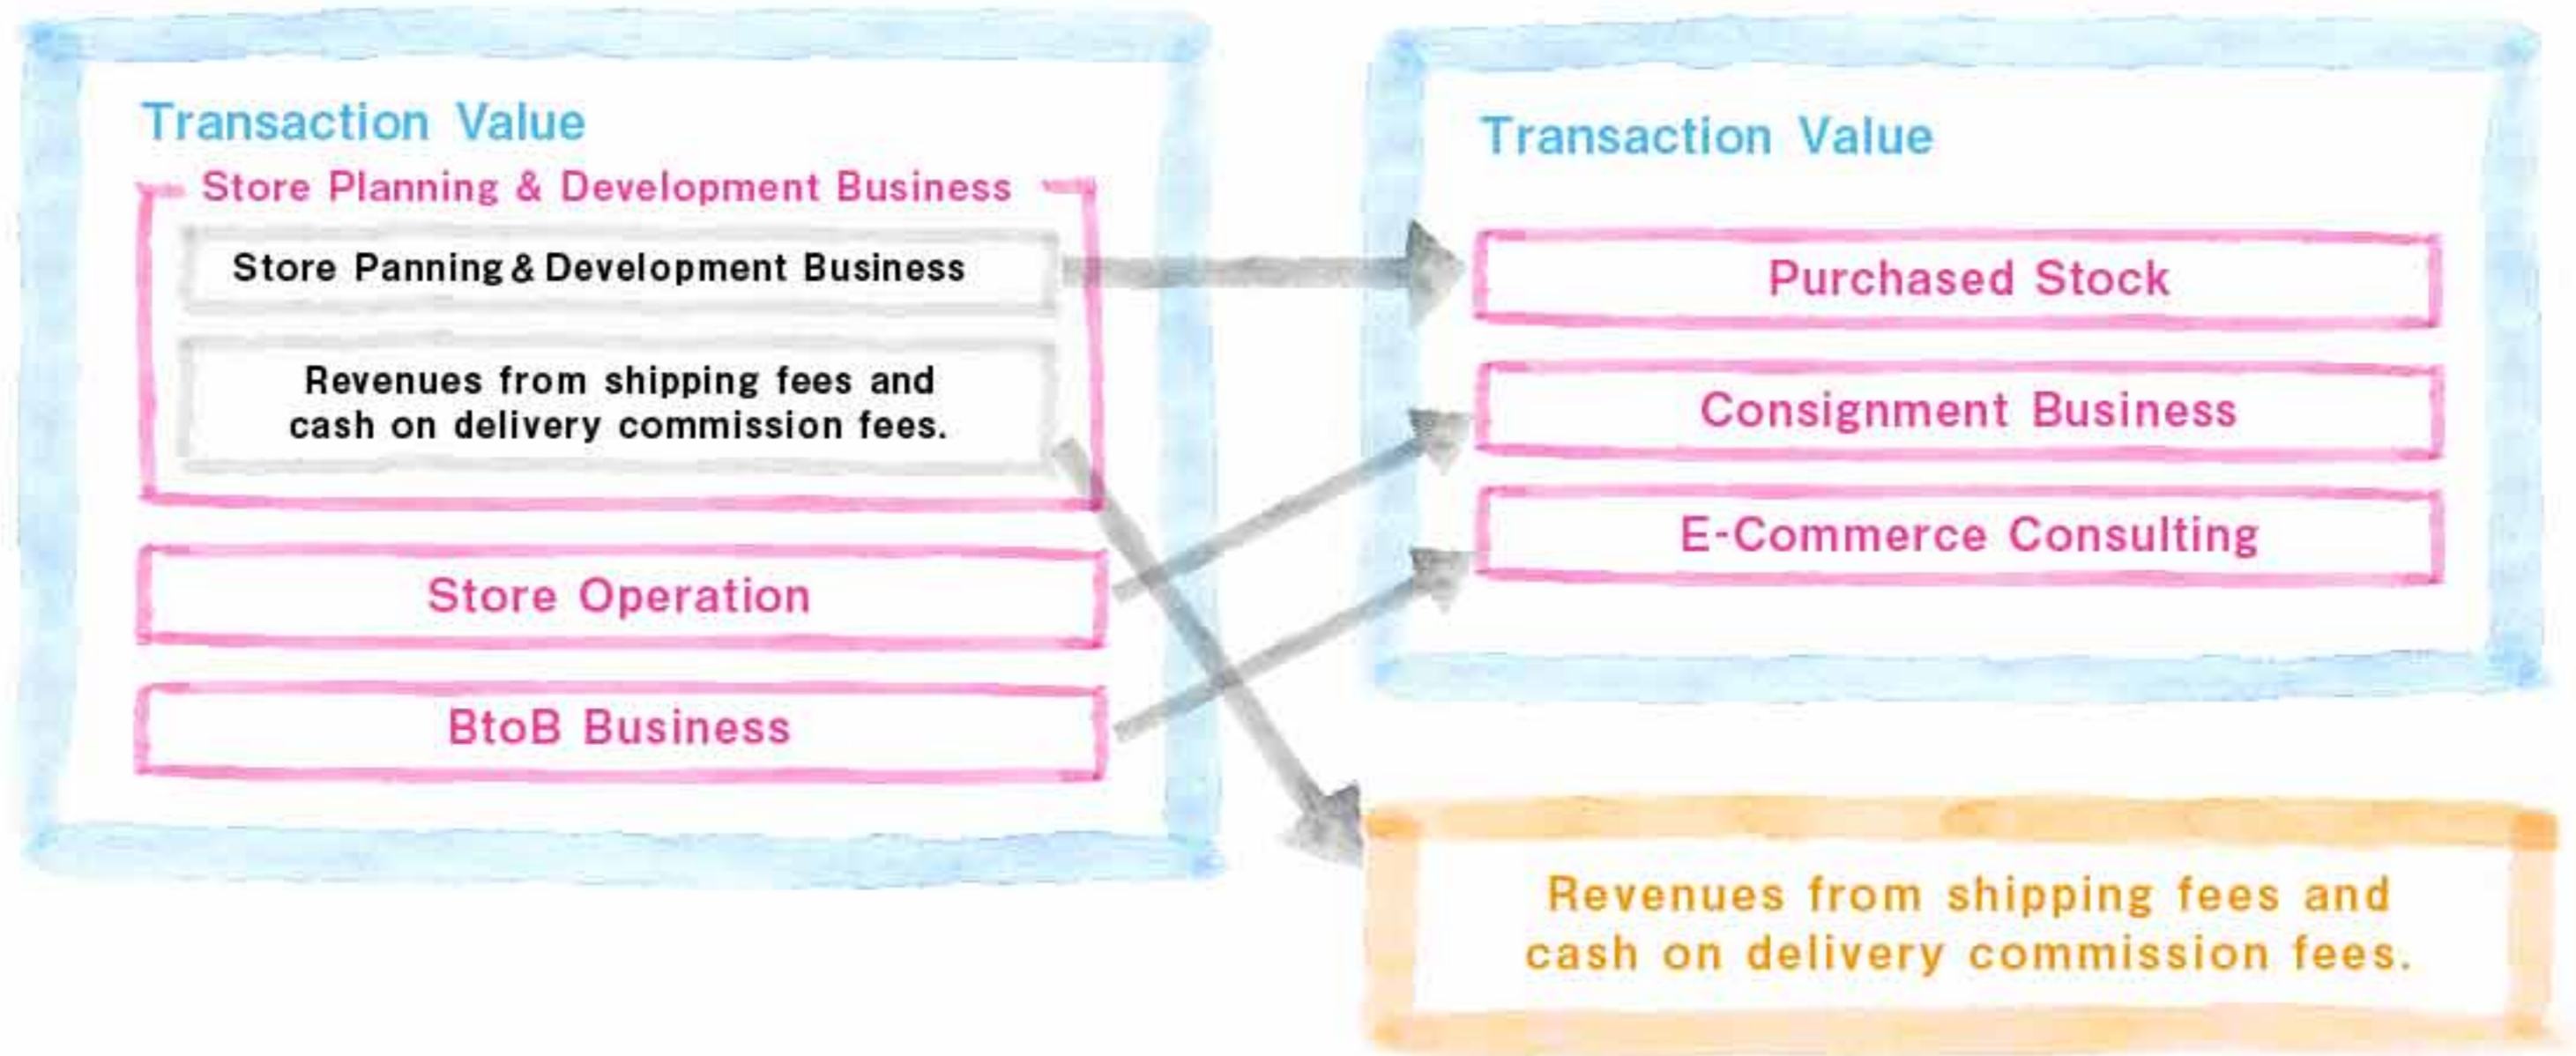 Transaction Value
Store Planning & Development Business
Store Panning & Development Business
Revenues from shipping fees and
cash on delivery commission fees.
Store Operation
BtoB Business
Transaction Value
Purchased Stock
Consignment Business
E-Commerce Consulting
Revenues from shipping fees and
cash on delivery commission fees.